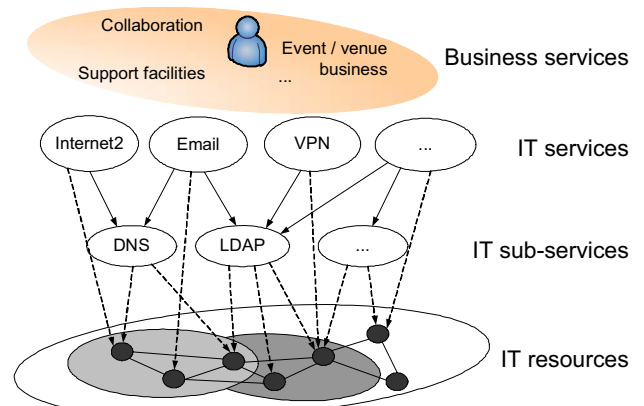 Collaboration
Event / venue
business
Support facilities
...
Business services
Internet2
Email
VPN
...
IT services
DNS
LDAP
...
IT sub-services
IT resources